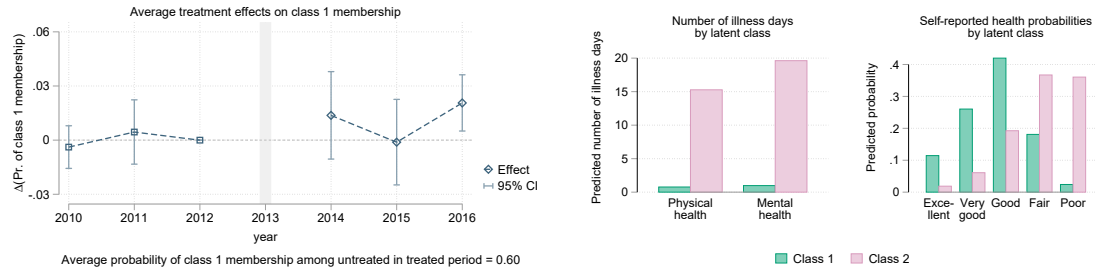 Average treatment effects on class 1 membership
Δ(Pr. of class 1 membership)
.06
.03
0
-.03
2010 2011 2012 2013 2014 2015 2016
year
Effect
95% CI
Average probability of class 1 membership among untreated in treated period = 0.60
Number of illness days
by latent class
Predicted number of illness days
20
15
10
5
0
Physical
health
Mental
health
Self-reported health probabilities
by latent class
Predicted probability
.4
.3
.2
.1
0
Exce-
llent
Very
good
Good
Fair
Poor
Class 1
Class 2